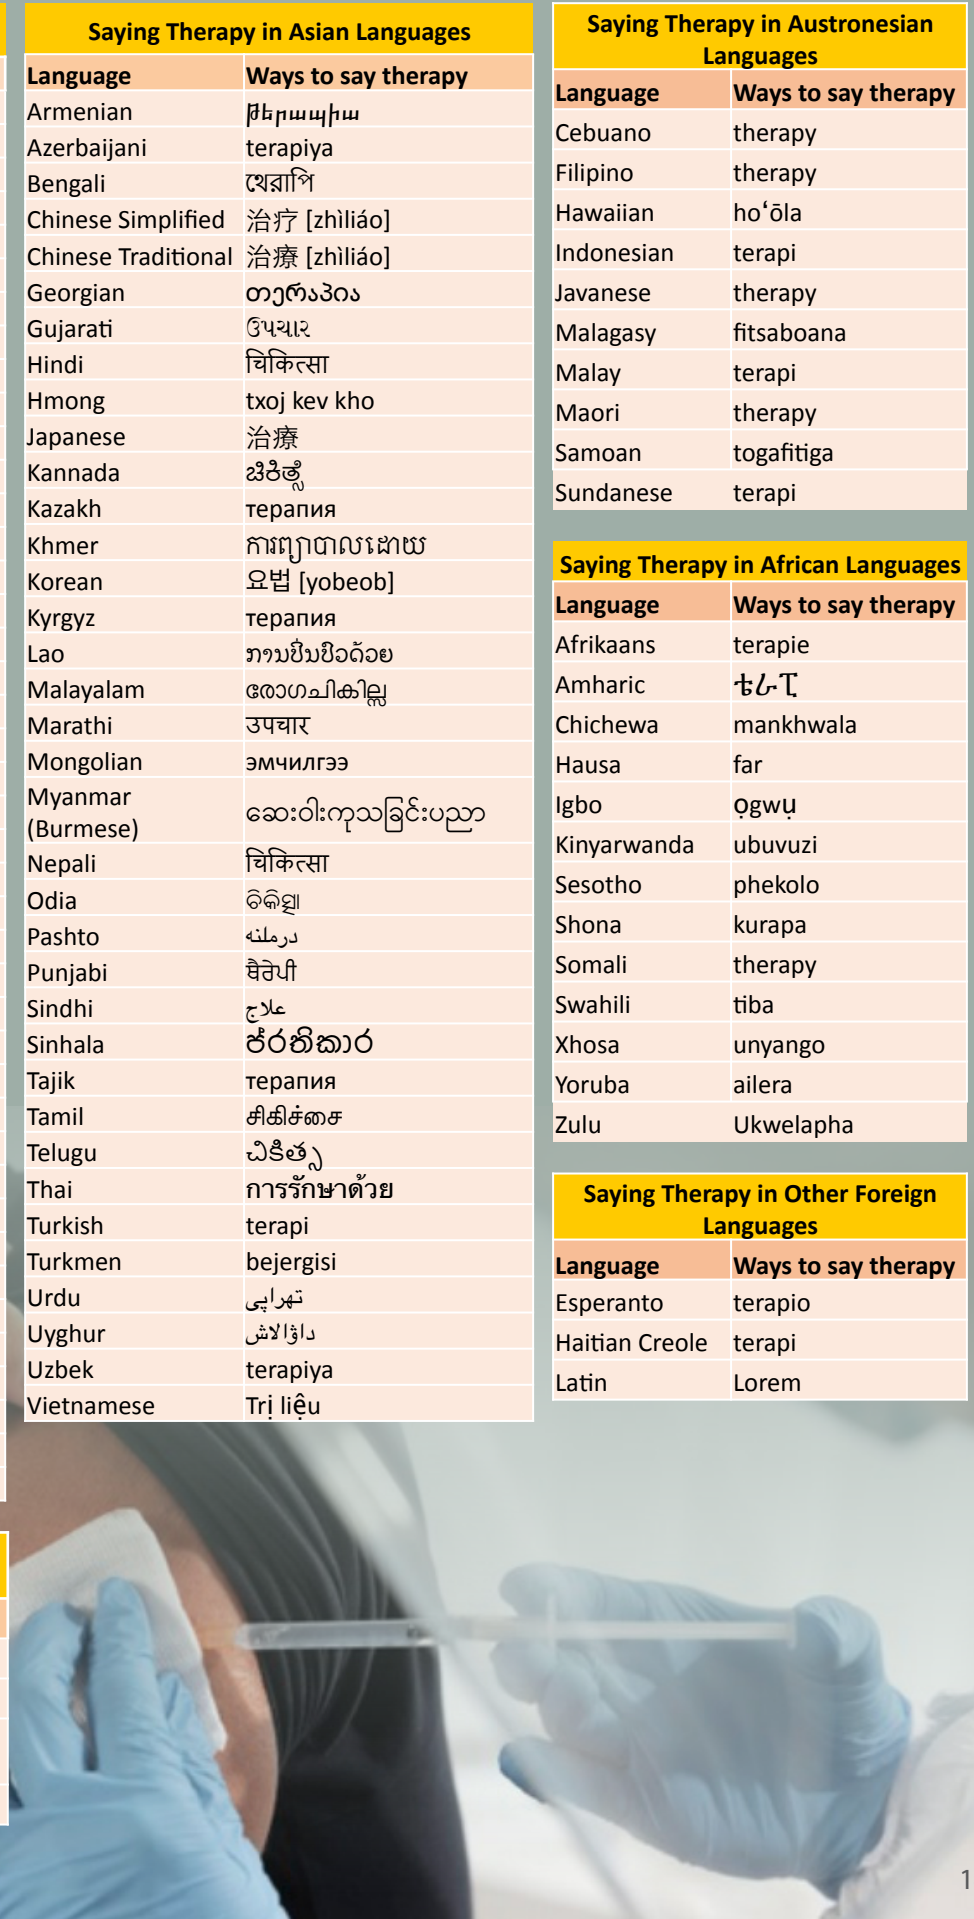 Saying Therapy in Asian Languages
Language Ways to say therapy
Armenian թերապիա
Azerbaijani terapiya
Bengali থেরাপি
Chinese Simplified 治疗 [zhìliáo]
Chinese Traditional 治療 [zhìliáo]
Georgian თერაპია
Gujarati ઉપચાર
Hindi चिकित्सा
Hmong txoj kev kho
Japanese 治療
Kannada ಚಿಕಿತ್ಸೆ
Kazakh терапия
Khmer ការព្យាបាលដោយ
Korean 요법 [yobeob]
Kyrgyz терапия
Lao ການປິ່ນປົວດ້ວຍ
Malayalam രോഗചികില്ല
Marathi उपचार
Mongolian эмчилгээ
Myanmar
(Burmese) ဆေးဝါးကုသခြင်းပညာ
Nepali चिकित्सा
Odia ଚିକିତ୍ସା
Pashto درملنه
Punjabi ਥੈਰੇਪੀ
Sindhi علاج
Sinhala ප්රතිකාර
Tajik терапия
Tamil சிகிச்சை
Telugu చికిత్స
Thai การรักษาด้วย
Turkish terapi
Turkmen bejergisi
Urdu تھراپی
Uyghur داۋالاش
Uzbek terapiya
Vietnamese Trị liệu
Saying Therapy in Austronesian
Languages
Language Ways to say therapy
Cebuano therapy
Filipino therapy
Hawaiian hoʻōla
Indonesian terapi
Javanese therapy
Malagasy fitsaboana
Malay terapi
Maori therapy
Samoan togafitiga
Sundanese terapi
Saying Therapy in African Languages
Language Ways to say therapy
Afrikaans terapie
Amharic ቴራፒ
Chichewa mankhwala
Hausa far
Igbo ọgwụ
Kinyarwanda ubuvuzi
Sesotho phekolo
Shona kurapa
Somali therapy
Swahili tiba
Xhosa unyango
Yoruba ailera
Zulu Ukwelapha
Saying Therapy in Other Foreign
Languages
Language Ways to say therapy
Esperanto terapio
Haitian Creole terapi
Latin Lorem
1